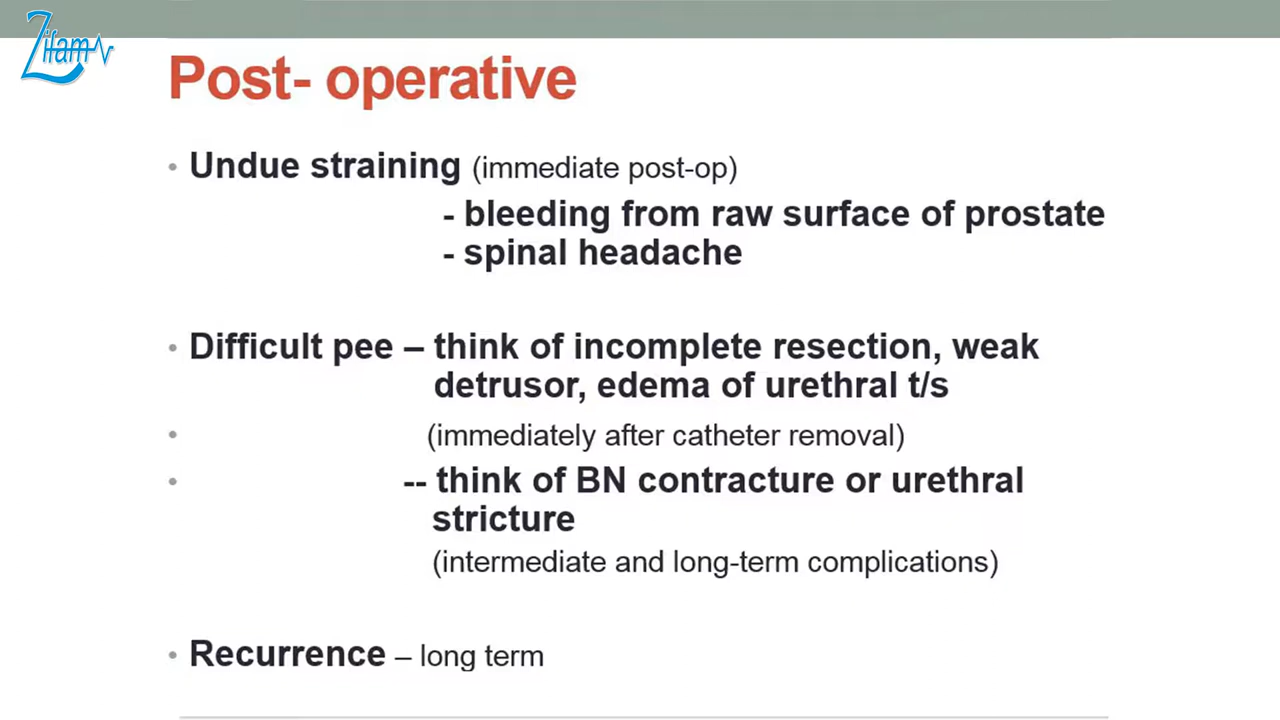 Zifam
Post- operative
• Undue straining (immediate post-op)
- bleeding from raw surface of prostate
- spinal headache
• Difficult pee – think of incomplete resection, weak
detrusor, edema of urethral t/s
• (immediately after catheter removal)
• -- think of BN contracture or urethral
stricture
(intermediate and long-term complications)
• Recurrence – long term